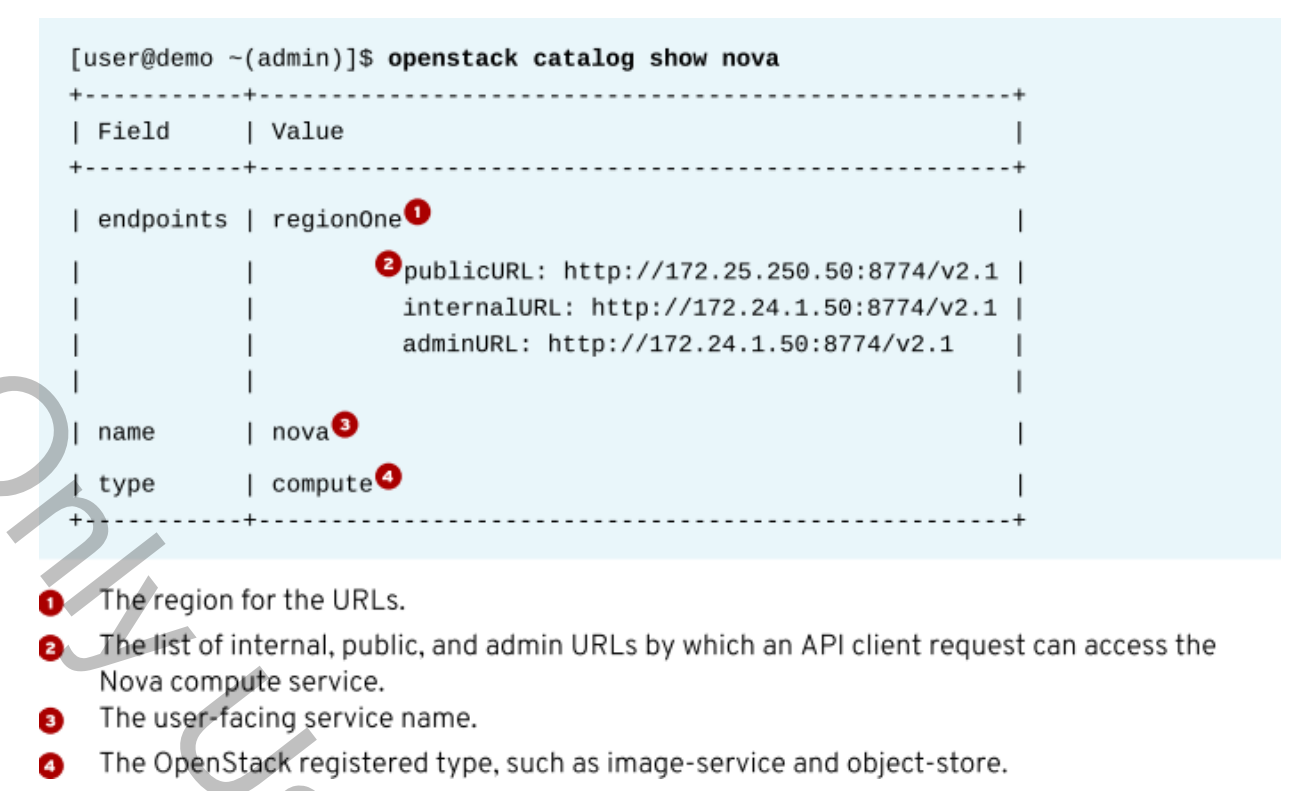 [user@demo ~(admin)]$ openstack catalog show nova
+-----------+----------------------------------------------------+
| Field     | Value                                              |
+-----------+----------------------------------------------------+
| endpoints | regionOne 1                                        |
|           |        2 publicURL: http://172.25.250.50:8774/v2.1 |
|           |          internalURL: http://172.24.1.50:8774/v2.1 |
|           |          adminURL: http://172.24.1.50:8774/v2.1    |
|           |                                                    |
| name      | nova 3                                             |
| type      | compute 4                                          |
+-----------+----------------------------------------------------+
1 The region for the URLs.
2 The list of internal, public, and admin URLs by which an API client request can access the
Nova compute service.
3 The user-facing service name.
4 The OpenStack registered type, such as image-service and object-store.
Only